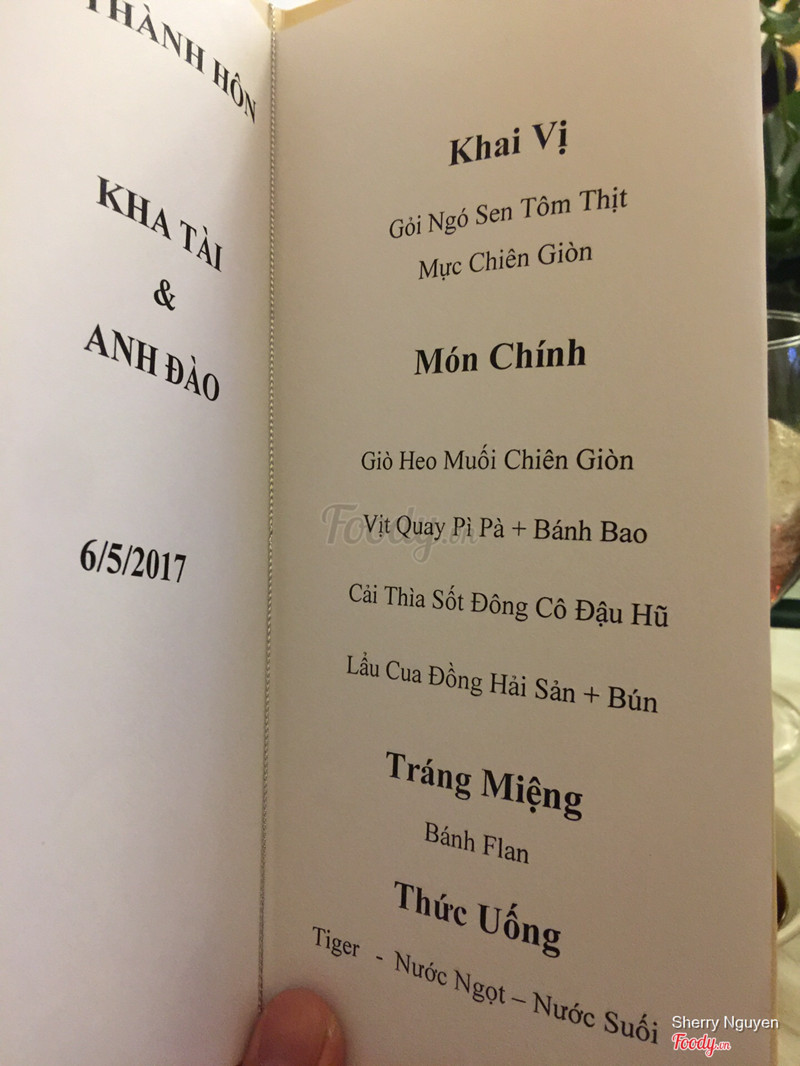 THÀNH HÔN
KHA TÀI
&
ANH ĐÀO
6/5/2017
Khai Vị
Gỏi Ngó Sen Tôm Thịt
Mực Chiên Giòn
Món Chính
Giò Heo Muối Chiên Giòn
Vịt Quay Pì Pà + Bánh Bao
Cải Thìa Sốt Đông Cô Đậu Hũ
Lẩu Cua Đồng Hải Sản + Bún
Tráng Miệng
Bánh Flan
Thức Uống
Tiger - Nước Ngọt – Nước Suối
Foody.vn
Sherry Nguyen
Foody.vn